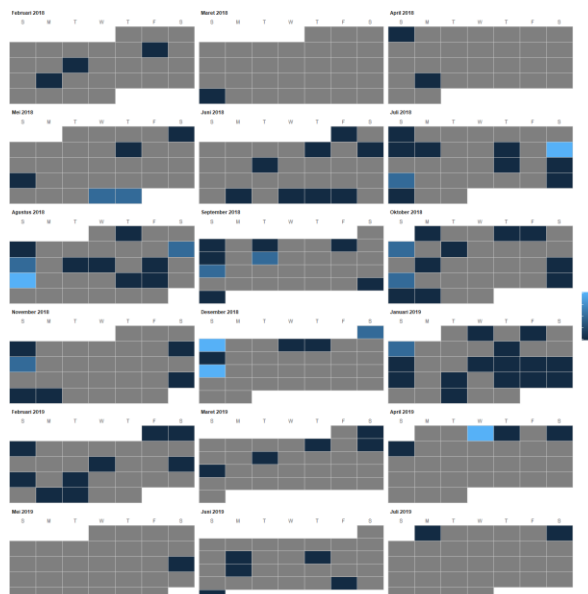 Februari 2018 Maret 2018 April 2018
S M T W T F S S M T W T F S S M T W T F S
Mei 2018 Juni 2018 Juli 2018
S M T W T F S S M T W T F S S M T W T F S
Agustus 2018 September 2018 Oktober 2018
S M T W T F S S M T W T F S S M T W T F S
November 2018 Desember 2018 Januari 2019
S M T W T F S S M T W T F S S M T W T F S
Februari 2019 Maret 2019 April 2019
S M T W T F S S M T W T F S S M T W T F S
Mei 2019 Juni 2019 Juli 2019
S M T W T F S S M T W T F S S M T W T F S